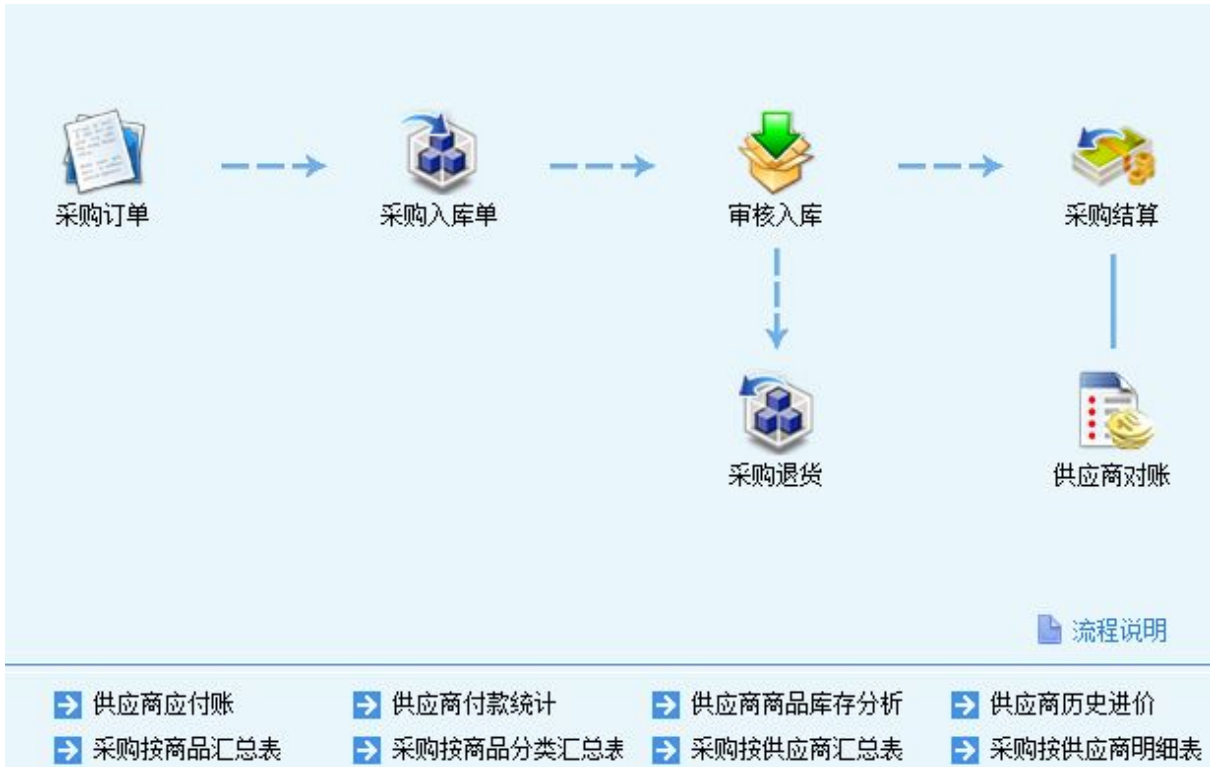 采购订单 采购入库单 审核入库 采购结算
采购退货 供应商对账
流程说明
供应商应付账 供应商付款统计 供应商商品库存分析 供应商历史进价
采购按商品汇总表 采购按商品分类汇总表 采购按供应商汇总表 采购按供应商明细表